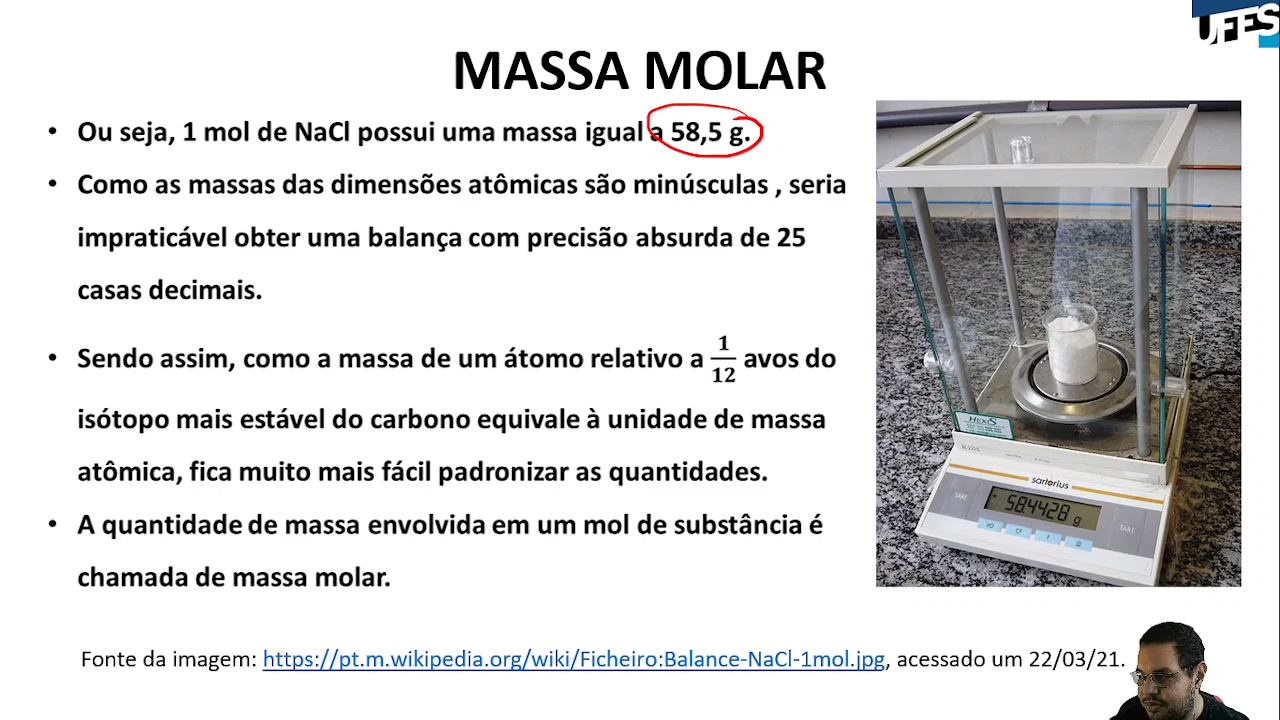 UFES
MASSA MOLAR
• Ou seja, 1 mol de NaCl possui uma massa igual a 58,5 g.
• Como as massas das dimensões atômicas são minúsculas , seria
impraticável obter uma balança com precisão absurda de 25
casas decimais.
• Sendo assim, como a massa de um átomo relativo a 1/12 avos do
isótopo mais estável do carbono equivale à unidade de massa
atômica, fica muito mais fácil padronizar as quantidades.
• A quantidade de massa envolvida em um mol de substância é
chamada de massa molar.
HEXIS
sartorius
TARE
58.4428 g
TARE
Fonte da imagem: https://pt.m.wikipedia.org/wiki/Ficheiro:Balance-NaCl-1mol.jpg, acessado um 22/03/21.